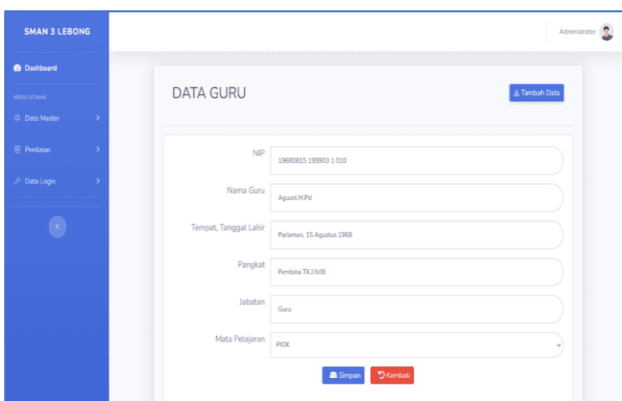 SMAN 3 LEBONG
Administrator
Dashboard
Data Master
Penilaian
Data Login
DATA GURU
Tambah Data
NIP
19680815 199903 1 010
Nama Guru
Agusni.M.Pd
Tempat, Tanggal Lahir
Pariaman, 15 Agustus 1968
Pangkat
Pembina TK.I IV/B
Jabatan
Guru
Mata Pelajaran
PJOK
Simpan
Kembali